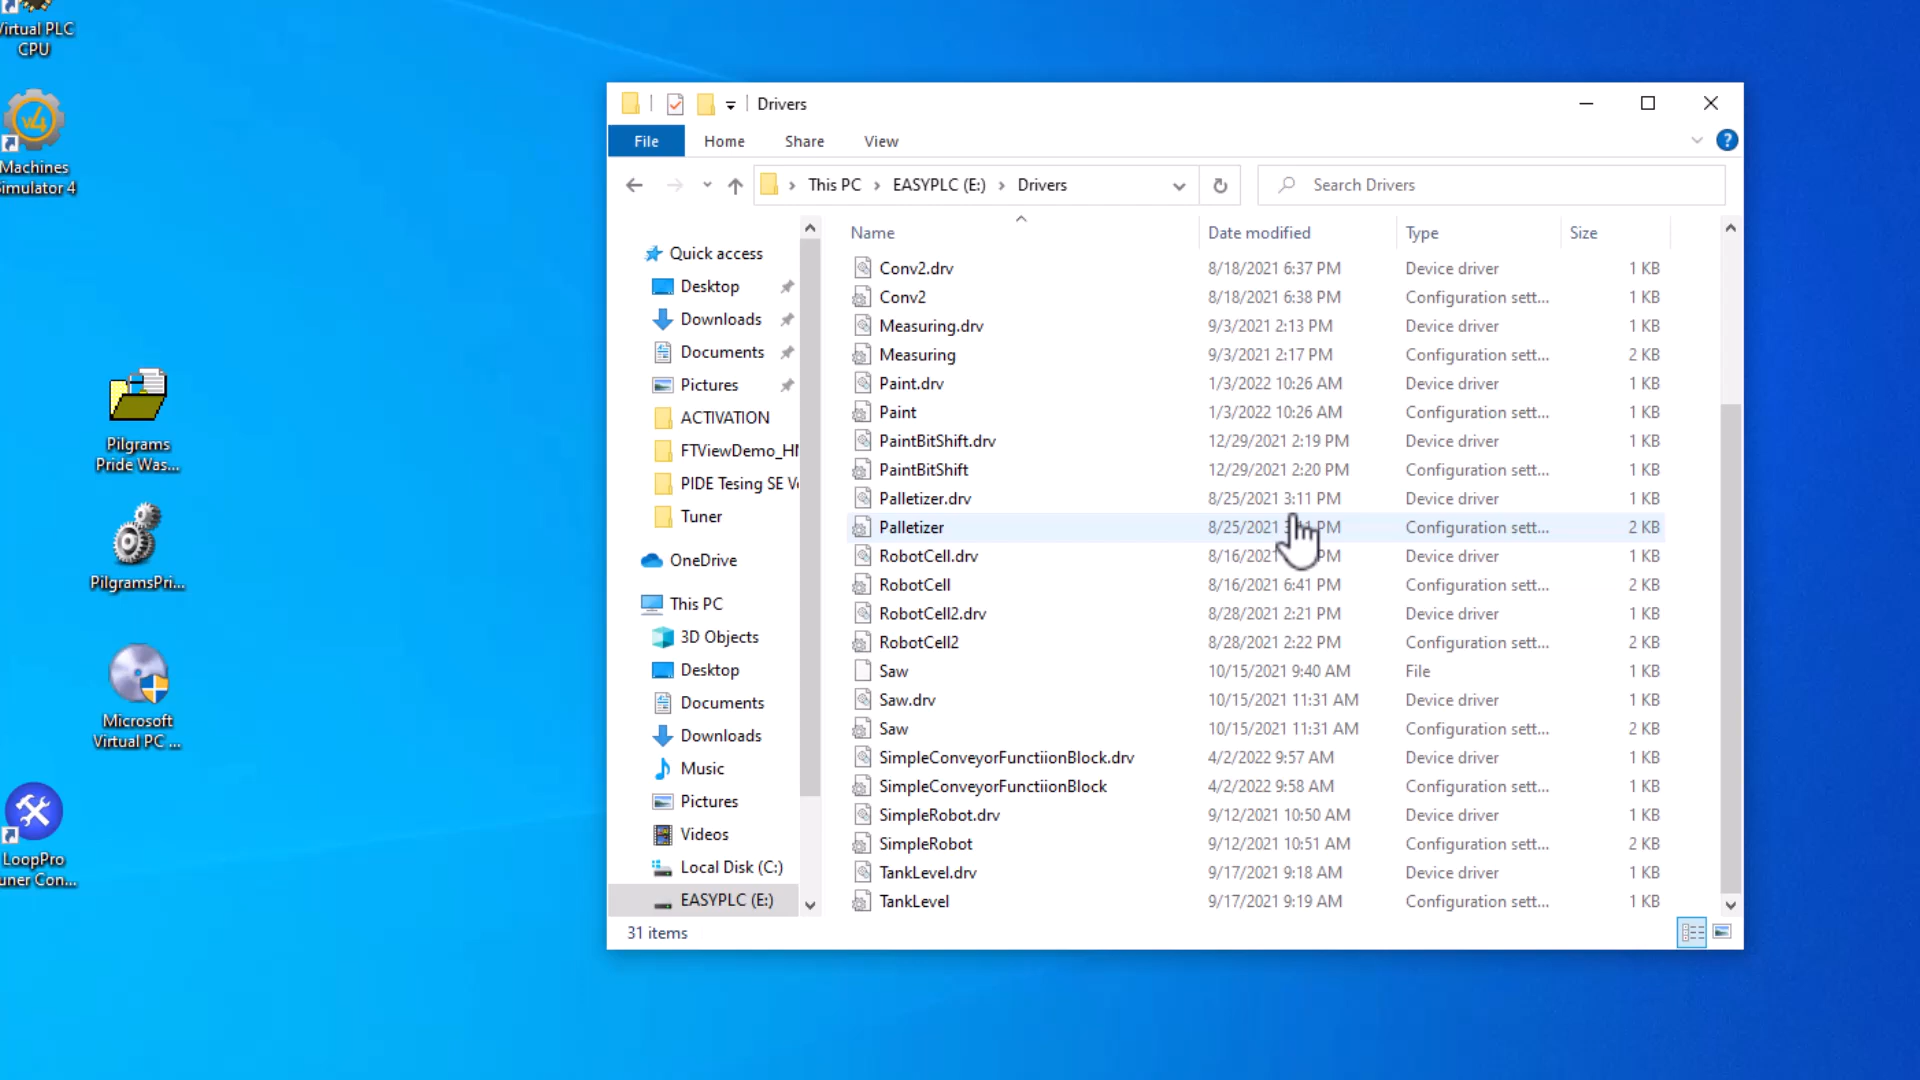 Virtual PLC
CPU
v4
Machines
Simulator 4
Pilgrams
Pride Was...
PilgramsPri...
Microsoft
Virtual PC ...
LoopPro
uner Con...
Drivers
File Home Share View
This PC EASYPLC (E:) Drivers
Search Drivers
Name Date modified Type Size
Quick access
Desktop
Downloads
Documents
Pictures
ACTIVATION
FTViewDemo_HM
PIDE Tesing SE Ve
Tuner
OneDrive
This PC
3D Objects
Desktop
Documents
Downloads
Music
Pictures
Videos
Local Disk (C:)
EASYPLC (E:)
Conv2.drv 8/18/2021 6:37 PM Device driver 1 KB
Conv2 8/18/2021 6:38 PM Configuration sett... 1 KB
Measuring.drv 9/3/2021 2:13 PM Device driver 1 KB
Measuring 9/3/2021 2:17 PM Configuration sett... 2 KB
Paint.drv 1/3/2022 10:26 AM Device driver 1 KB
Paint 1/3/2022 10:26 AM Configuration sett... 1 KB
PaintBitShift.drv 12/29/2021 2:19 PM Device driver 1 KB
PaintBitShift 12/29/2021 2:20 PM Configuration sett... 1 KB
Palletizer.drv 8/25/2021 3:11 PM Device driver 1 KB
Palletizer 8/25/2021 PM Configuration sett... 2 KB
RobotCell.drv 8/16/2021 PM Device driver 1 KB
RobotCell 8/16/2021 6:41 PM Configuration sett... 2 KB
RobotCell2.drv 8/28/2021 2:21 PM Device driver 1 KB
RobotCell2 8/28/2021 2:22 PM Configuration sett... 2 KB
Saw 10/15/2021 9:40 AM File 1 KB
Saw.drv 10/15/2021 11:31 AM Device driver 1 KB
Saw 10/15/2021 11:31 AM Configuration sett... 2 KB
SimpleConveyorFunctiionBlock.drv 4/2/2022 9:57 AM Device driver 1 KB
SimpleConveyorFunctiionBlock 4/2/2022 9:58 AM Configuration sett... 1 KB
SimpleRobot.drv 9/12/2021 10:50 AM Device driver 1 KB
SimpleRobot 9/12/2021 10:51 AM Configuration sett... 2 KB
TankLevel.drv 9/17/2021 9:18 AM Device driver 1 KB
TankLevel 9/17/2021 9:19 AM Configuration sett... 1 KB
31 items